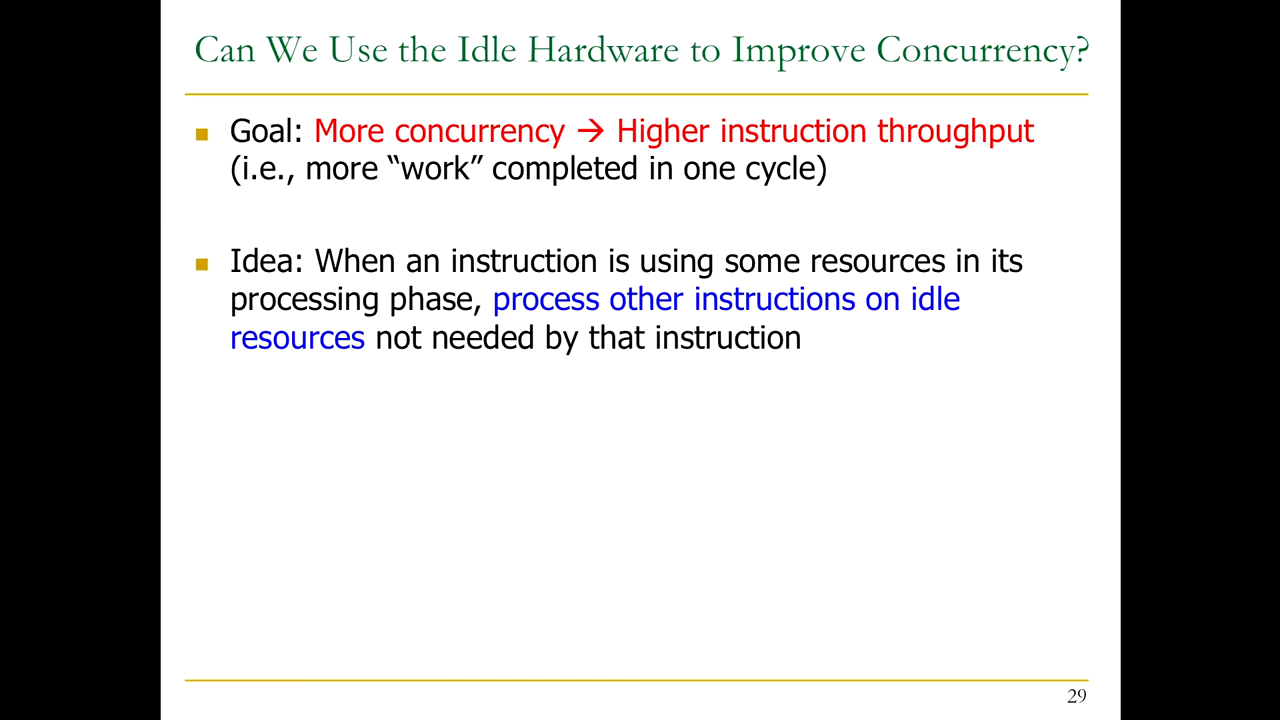 Can We Use the Idle Hardware to Improve Concurrency?
Goal: More concurrency → Higher instruction throughput
(i.e., more “work” completed in one cycle)
Idea: When an instruction is using some resources in its
processing phase, process other instructions on idle
resources not needed by that instruction
29